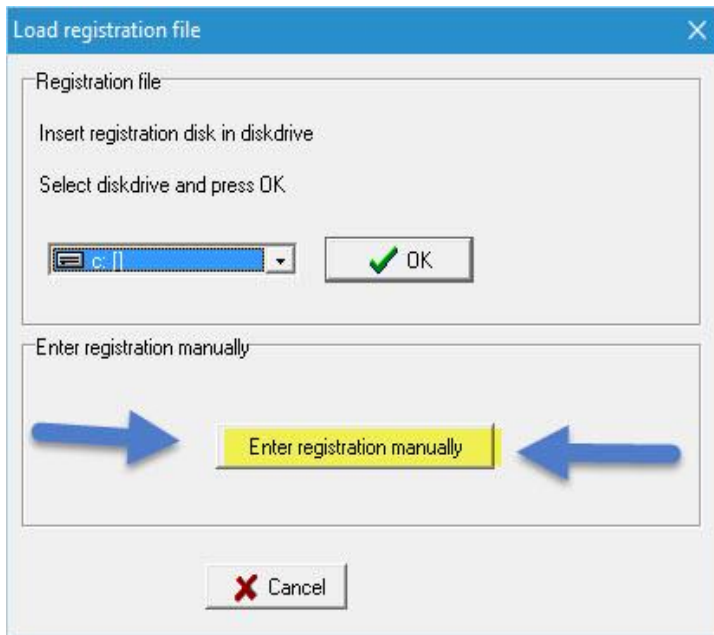 Load registration file
Registration file
Insert registration disk in diskdrive
Select diskdrive and press OK
c: []
OK
Enter registration manually
Enter registration manually
Cancel